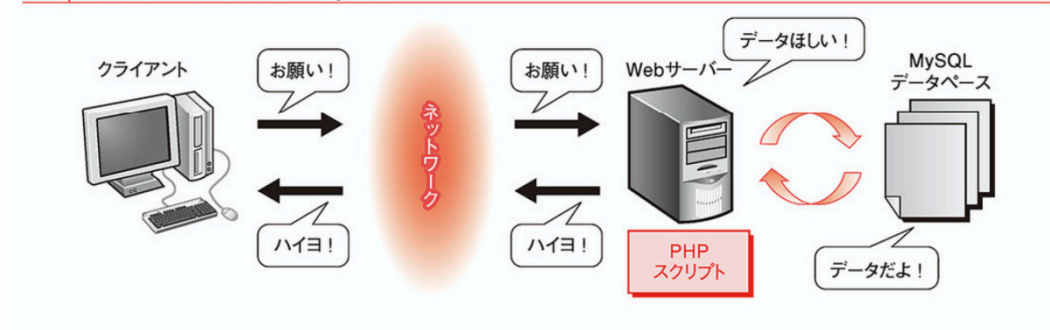 クライアント
お願い！
ネットワーク
お願い！
Webサーバー
データほしい！
MySQL
データベース
ハイヨ！
ハイヨ！
PHP
スクリプト
データだよ！